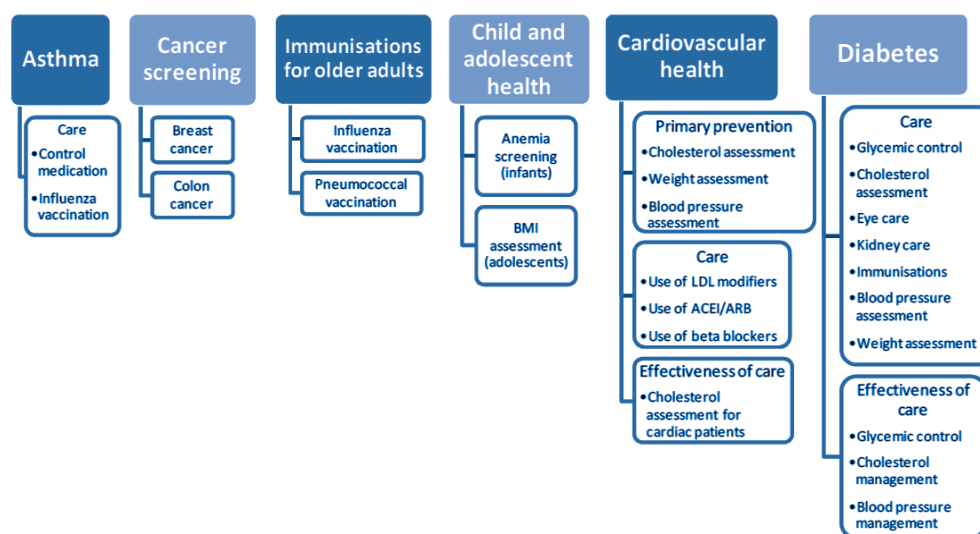 Asthma
Care
•Control
medication
•Influenza
vaccination
Cancer
screening
Breast
cancer
Colon
cancer
Immunisations
for older adults
Influenza
vaccination
Pneumococcal
vaccination
Child and
adolescent
health
Anemia
screening
(infants)
BMI
assessment
(adolescents)
Cardiovascular
health
Primary prevention
•Cholesterol assessment
•Weight assessment
•Blood pressure
assessment
Care
•Use of LDL modifiers
•Use of ACEI/ARB
•Use of beta blockers
Effectiveness of care
•Cholesterol
assessment for
cardiac patients
Diabetes
Care
•Glycemic control
•Cholesterol
assessment
•Eye care
•Kidney care
•Immunisations
•Blood pressure
assessment
•Weight assessment
Effectiveness of
care
•Glycemic control
•Cholesterol
management
•Blood pressure
management